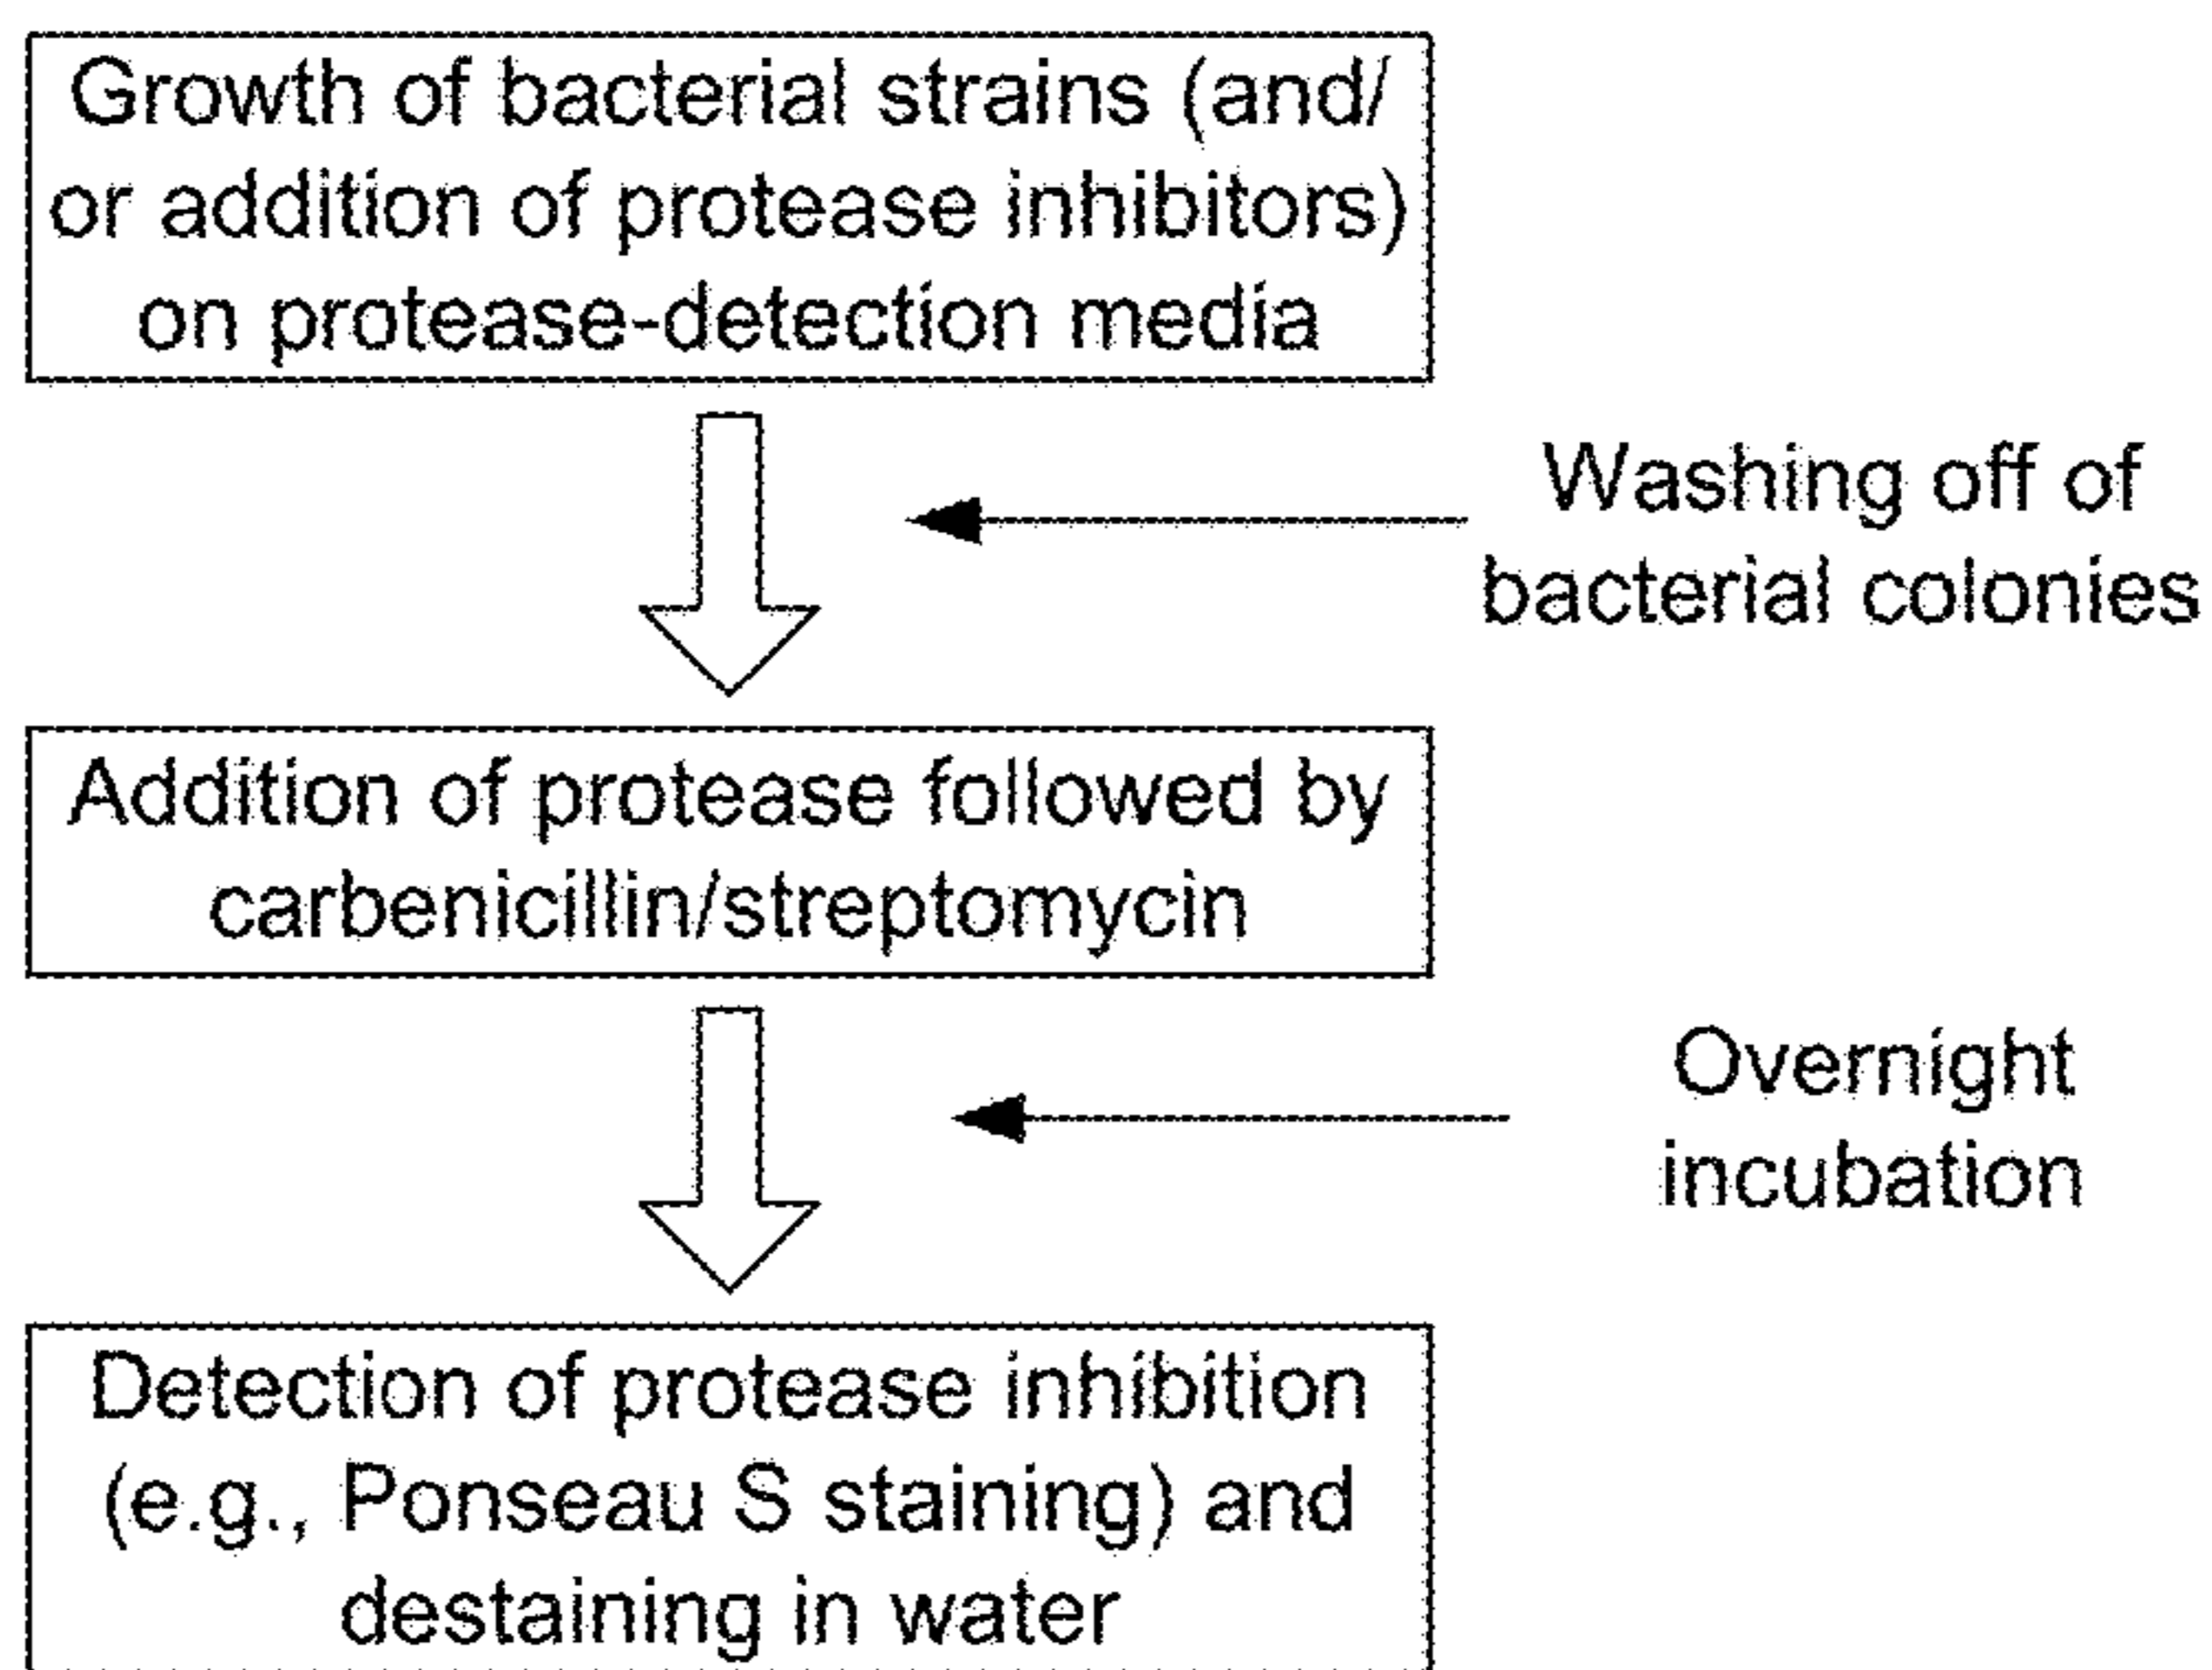 Growth of bacterial strains (and/
or addition of protease inhibitors)
on protease-detection media
Washing off of
bacterial colonies
Addition of protease followed by
carbenicillin/streptomycin
Overnight
incubation
Detection of protease inhibition
(e.g., Ponseau S staining) and
destaining in water